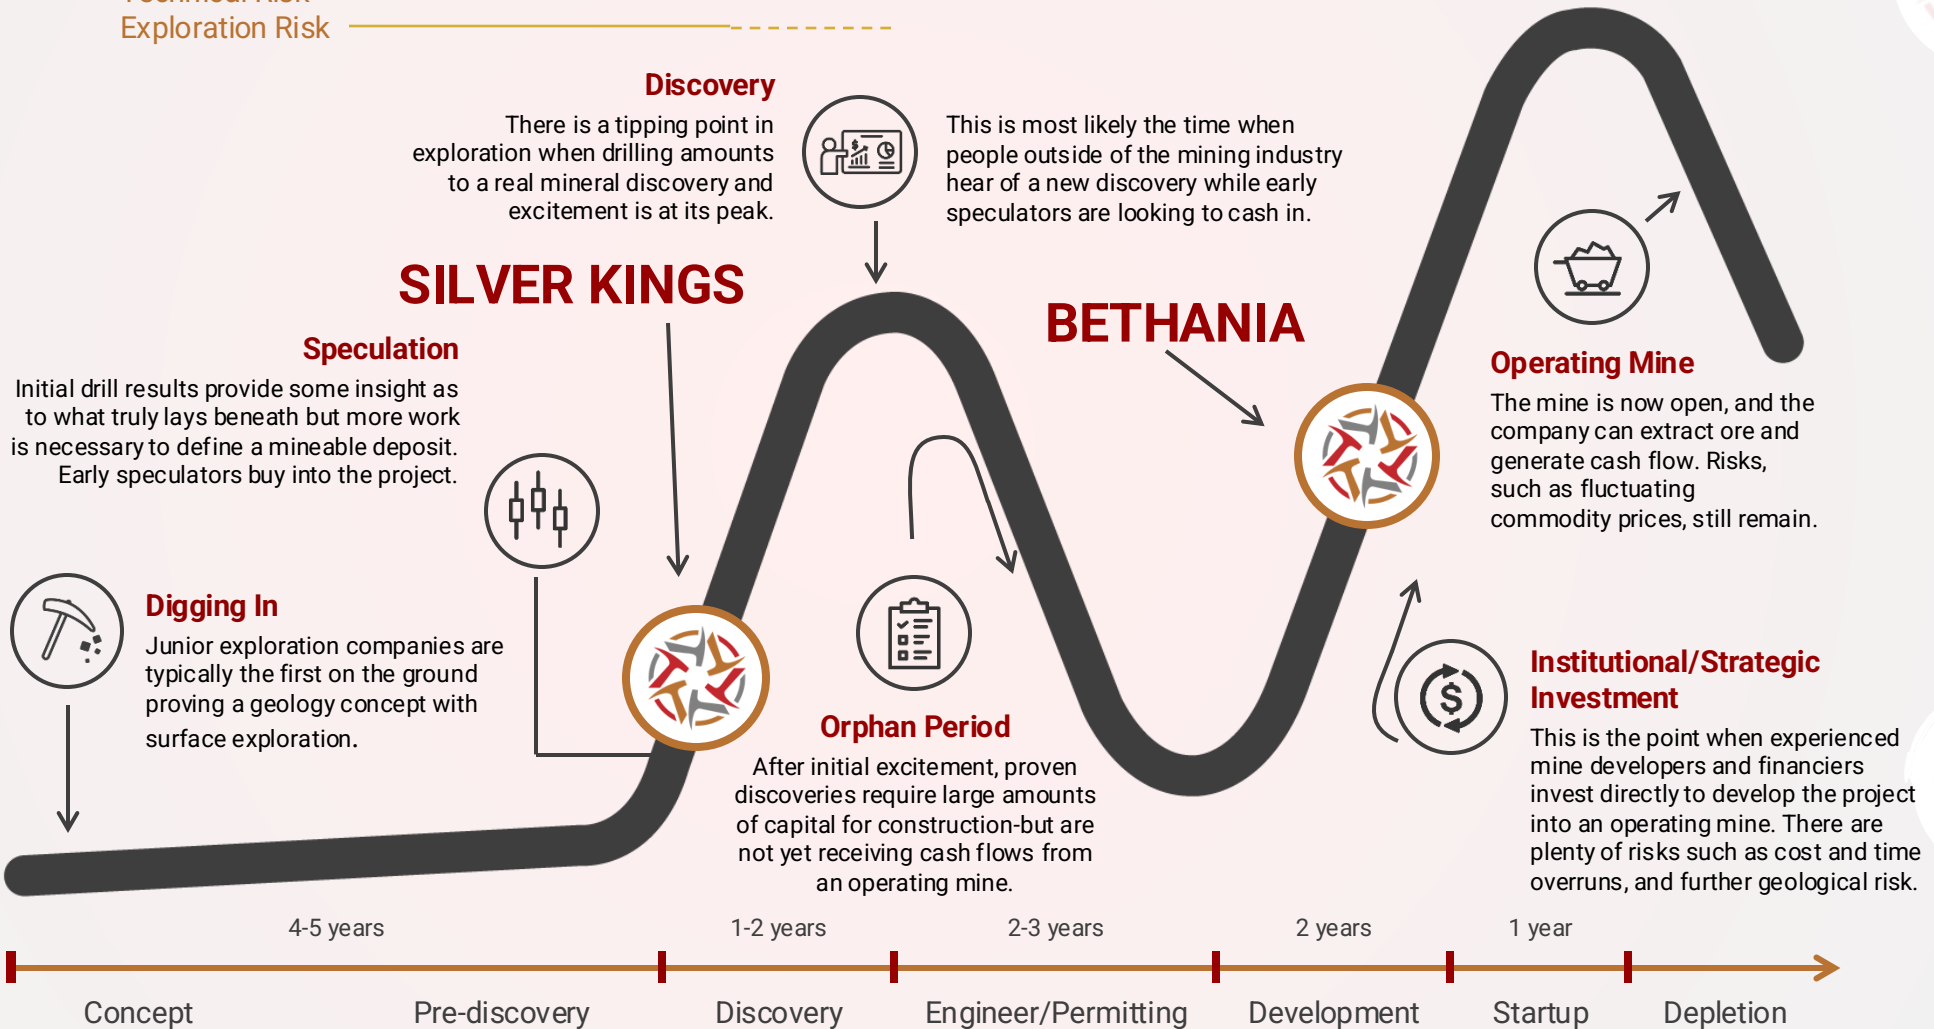 Technical Risk
Exploration Risk
Discovery
There is a tipping point in
exploration when drilling amounts
to a real mineral discovery and
excitement is at its peak.
This is most likely the time when
people outside of the mining industry
hear of a new discovery while early
speculators are looking to cash in.
SILVER KINGS
BETHANIA
Speculation
Initial drill results provide some insight as
to what truly lays beneath but more work
is necessary to define a mineable deposit.
Early speculators buy into the project.
Operating Mine
The mine is now open, and the
company can extract ore and
generate cash flow. Risks,
such as fluctuating
commodity prices, still remain.
Digging In
Junior exploration companies are
typically the first on the ground
proving a geology concept with
surface exploration.
Orphan Period
After initial excitement, proven
discoveries require large amounts
of capital for construction-but are
not yet receiving cash flows from
an operating mine.
$
Institutional/Strategic
Investment
This is the point when experienced
mine developers and financiers
invest directly to develop the project
into an operating mine. There are
plenty of risks such as cost and time
overruns, and further geological risk.
4-5 years
1-2 years
2-3 years
2 years
1 year
Concept
Pre-discovery
Discovery
Engineer/Permitting
Development
Startup
Depletion